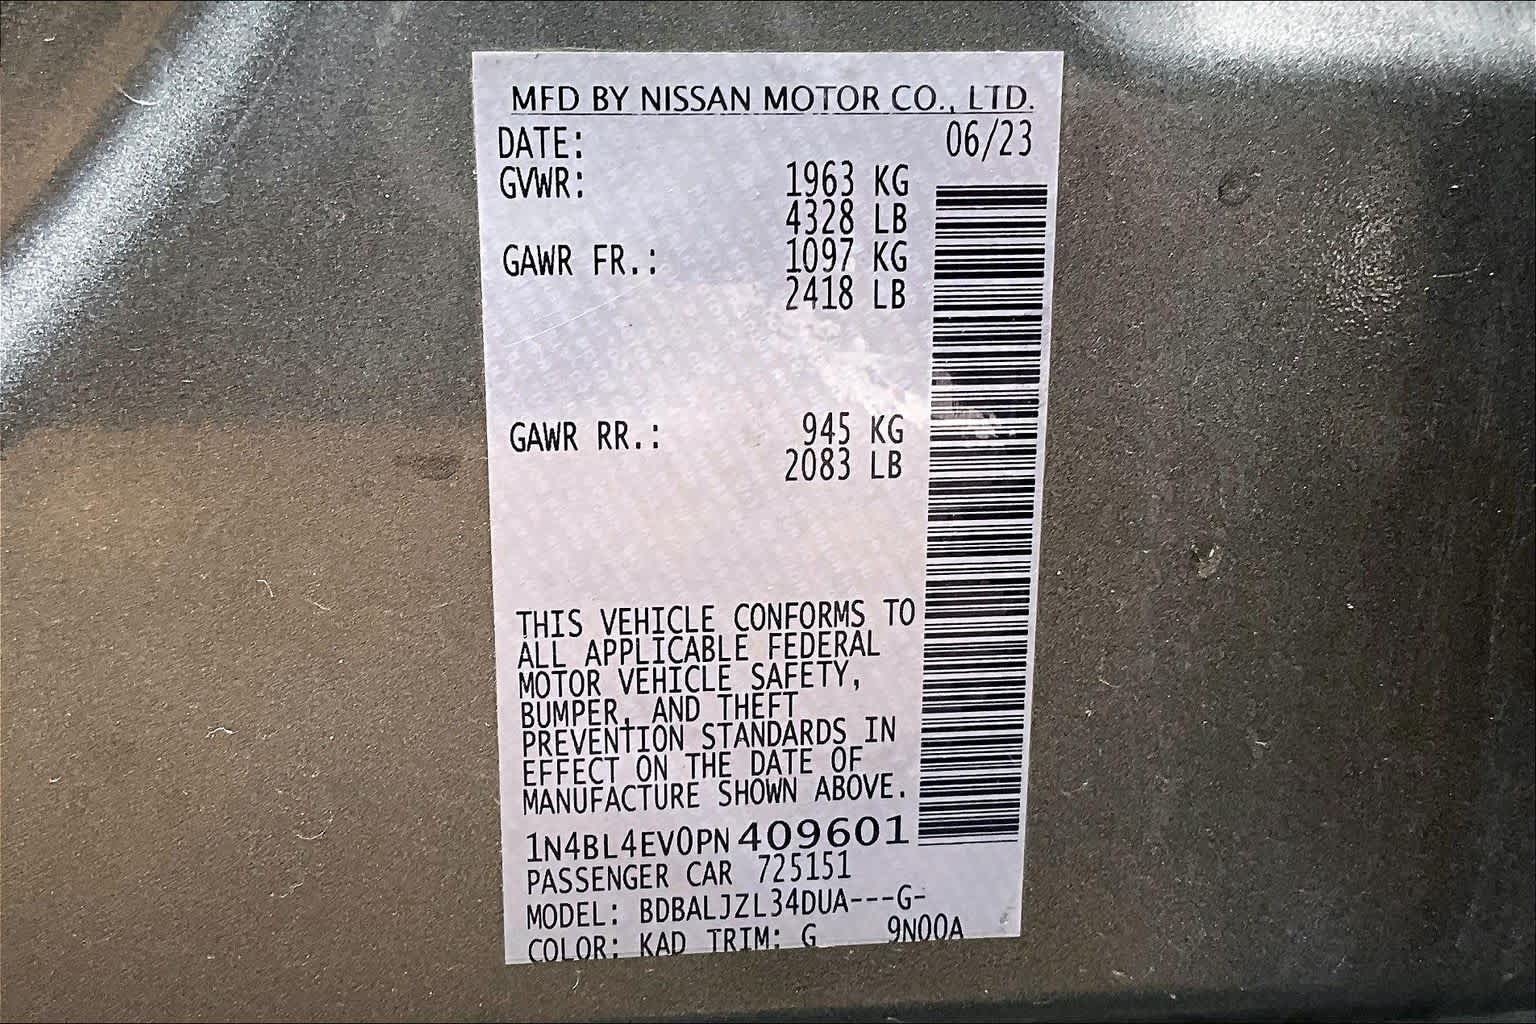 MFD BY NISSAN MOTOR CO., LTD.
DATE: 06/23
GVWR: 1963 KG
4328 LB
GAWR FR.: 1097 KG
2418 LB
GAWR RR.: 945 KG
2083 LB
THIS VEHICLE CONFORMS TO
ALL APPLICABLE FEDERAL
MOTOR VEHICLE SAFETY,
BUMPER, AND THEFT
PREVENTION STANDARDS IN
EFFECT ON THE DATE OF
MANUFACTURE SHOWN ABOVE.
1N4BL4EV0PN409601
PASSENGER CAR 725151
MODEL: BDBALJZL34DUA---G-
COLOR: KAD TRIM: G 9N00A